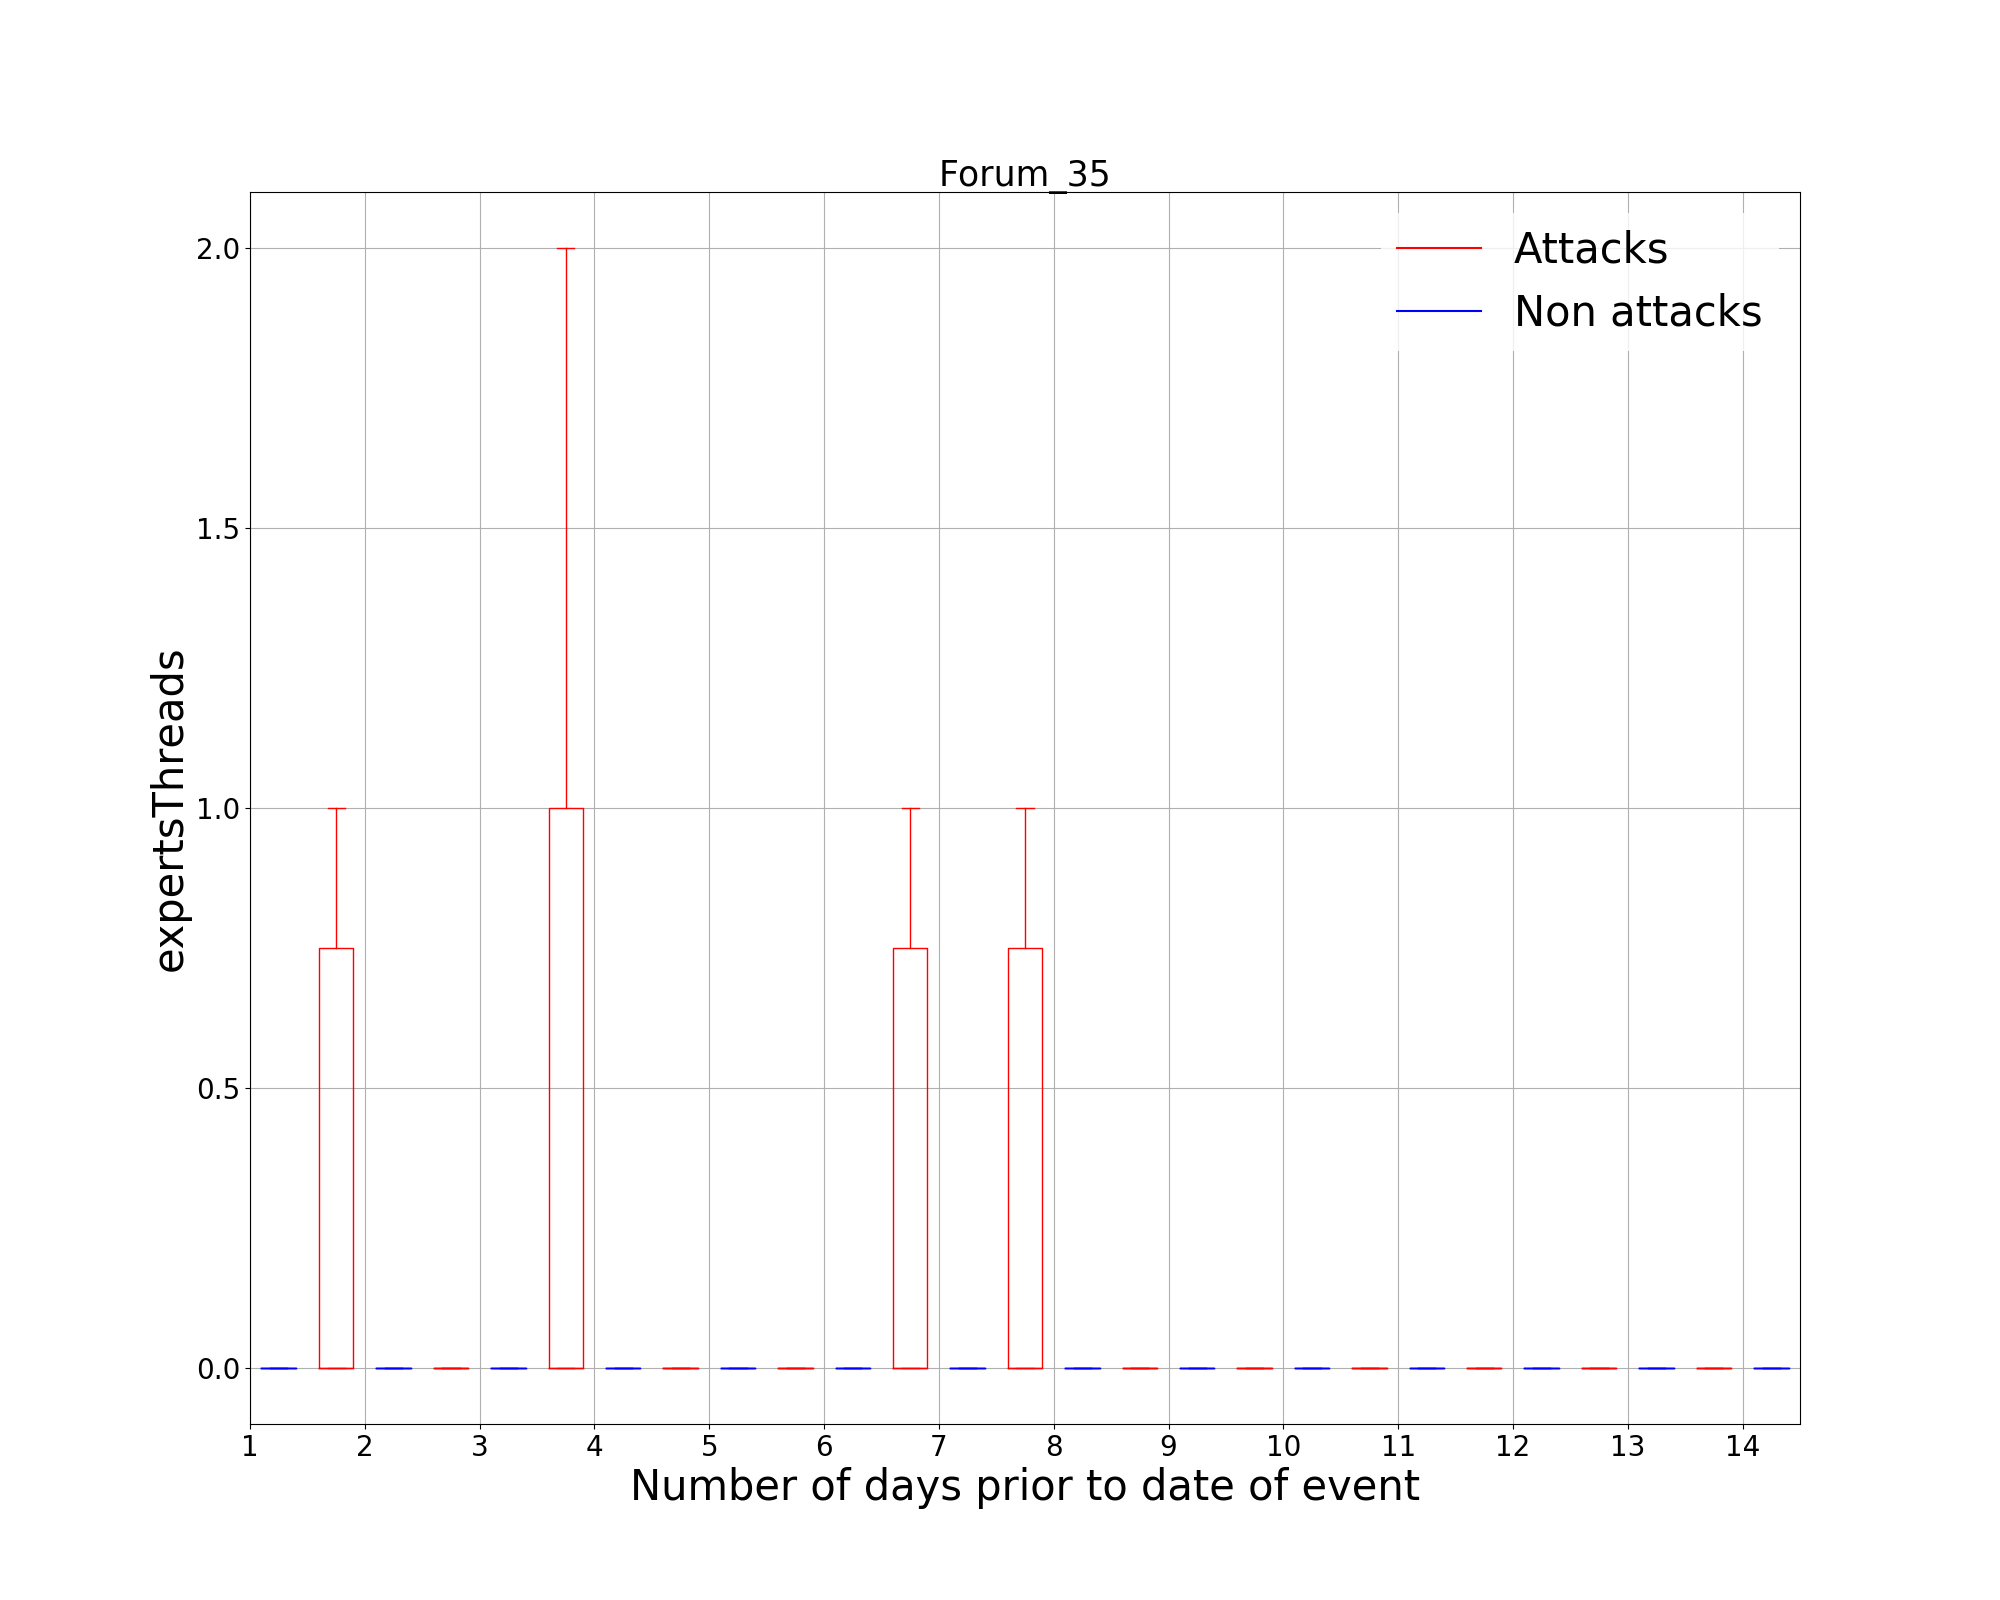 Forum_35
Attacks
Non attacks
2.0
1.5
1.0
0.5
0.0
expertsThreads
1 2 3 4 5 6 7 8 9 10 11 12 13 14
Number of days prior to date of event